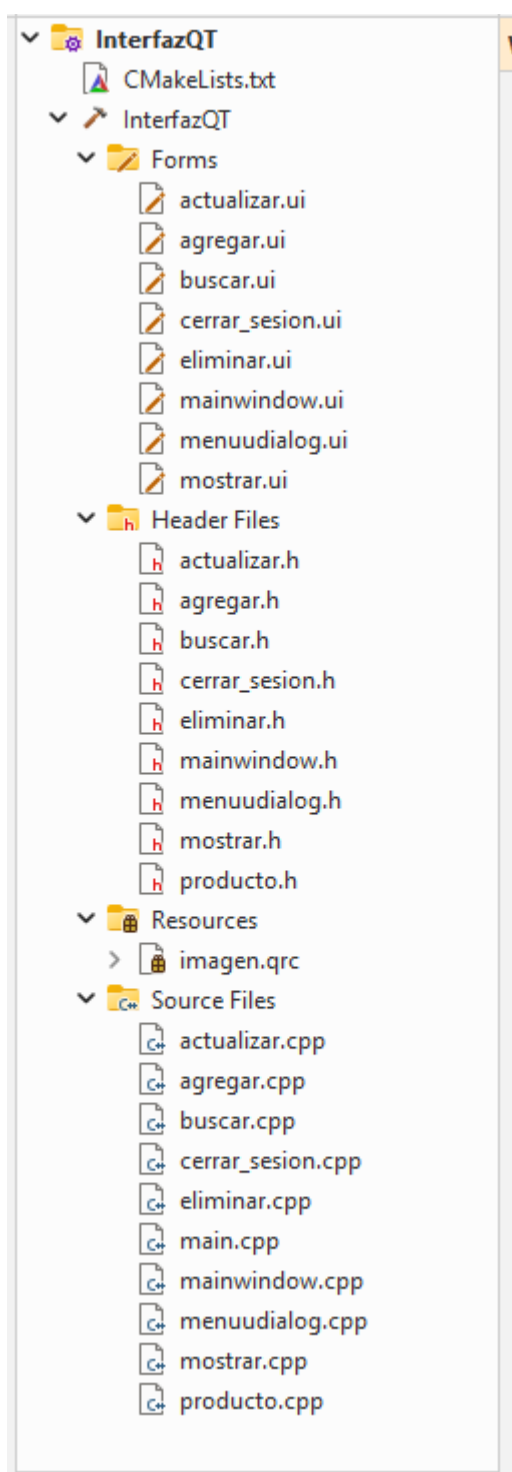 InterfazQT
CMakeLists.txt
InterfazQT
Forms
actualizar.ui
agregar.ui
buscar.ui
cerrar_sesion.ui
eliminar.ui
mainwindow.ui
menuudialog.ui
mostrar.ui
Header Files
actualizar.h
agregar.h
buscar.h
cerrar_sesion.h
eliminar.h
mainwindow.h
menuudialog.h
mostrar.h
producto.h
Resources
imagen.qrc
Source Files
actualizar.cpp
agregar.cpp
buscar.cpp
cerrar_sesion.cpp
eliminar.cpp
main.cpp
mainwindow.cpp
menuudialog.cpp
mostrar.cpp
producto.cpp